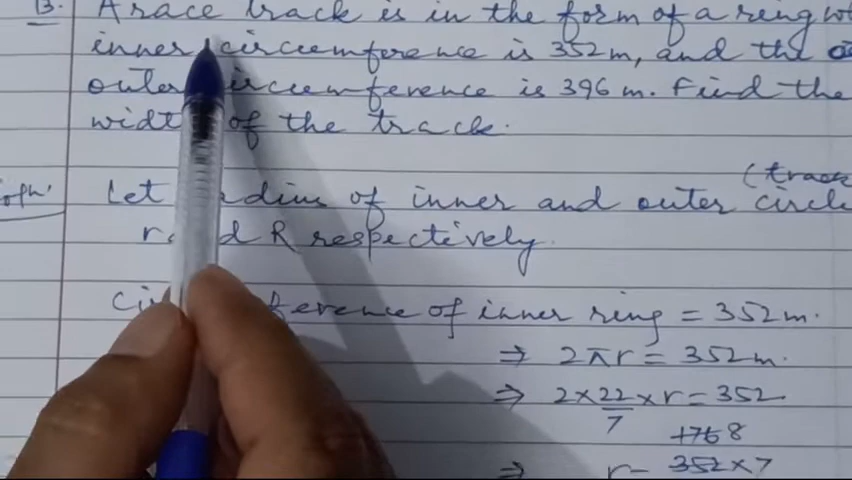 B. A race track is in the form of a ring
inner circumference is 352 m, and the
outer circumference is 396 m. Find the
width of the track.
(track
Let radius of inner and outer circle
r and R respectively.
ence of inner ring = 352 m.
⇒ 2πr = 352 m.
⇒ 2 × 22/7 × r = 352
8
⇒ r = 352 × 7